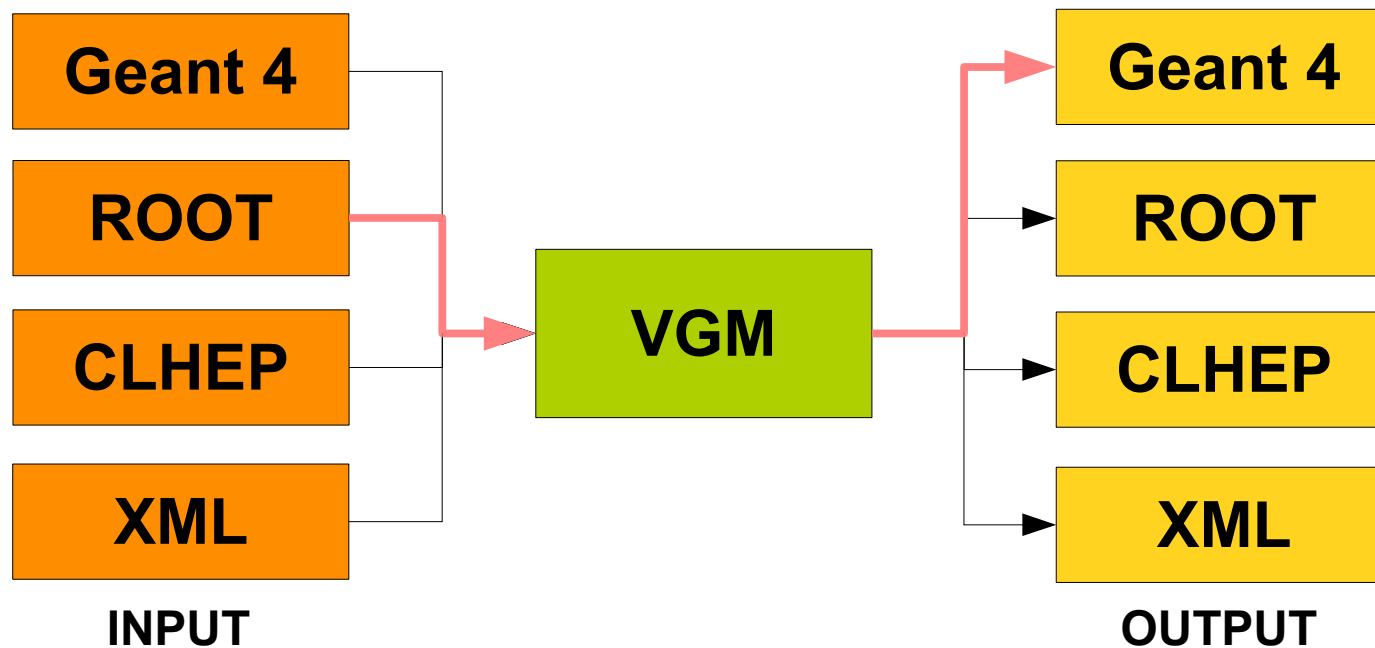 Geant 4
ROOT
CLHEP
XML
INPUT
VGM
Geant 4
ROOT
CLHEP
XML
OUTPUT